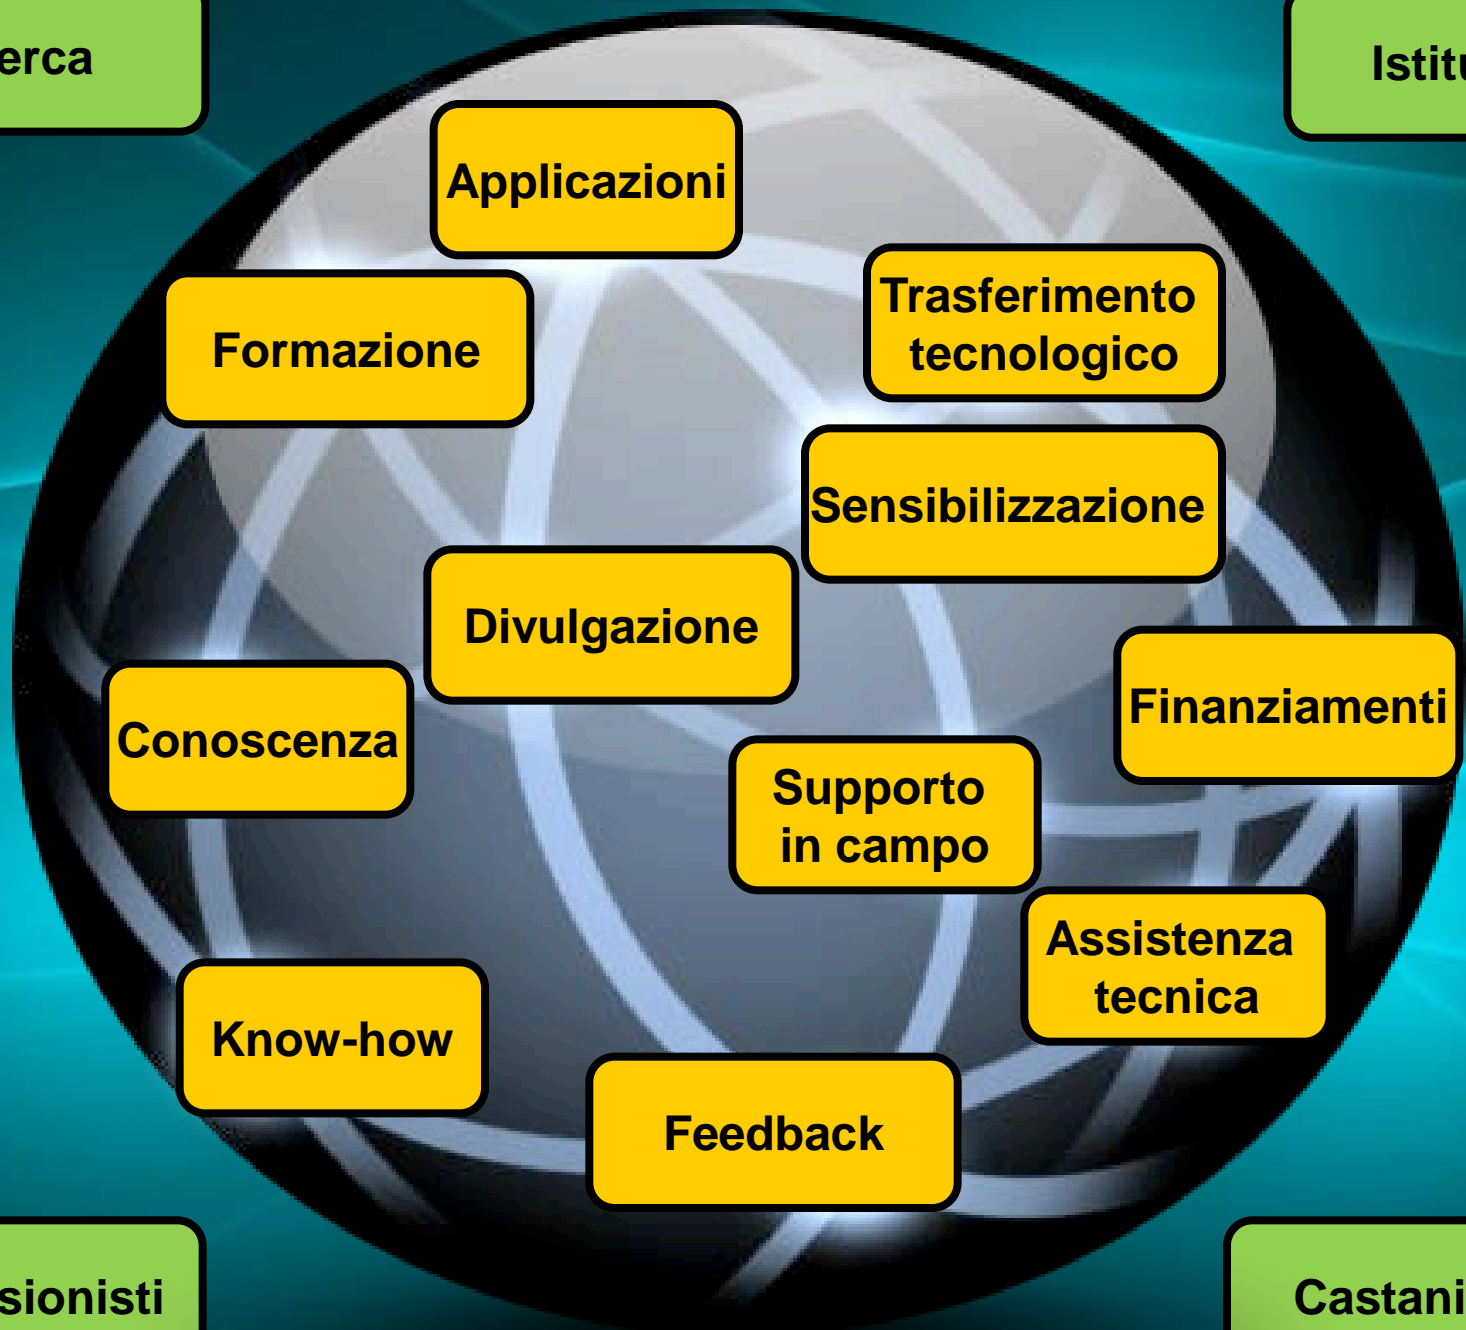 erca
Istitu
Applicazioni
Trasferimento
tecnologico
Formazione
Sensibilizzazione
Divulgazione
Finanziamenti
Conoscenza
Supporto
in campo
Assistenza
tecnica
Know-how
Feedback
sionisti
Castani